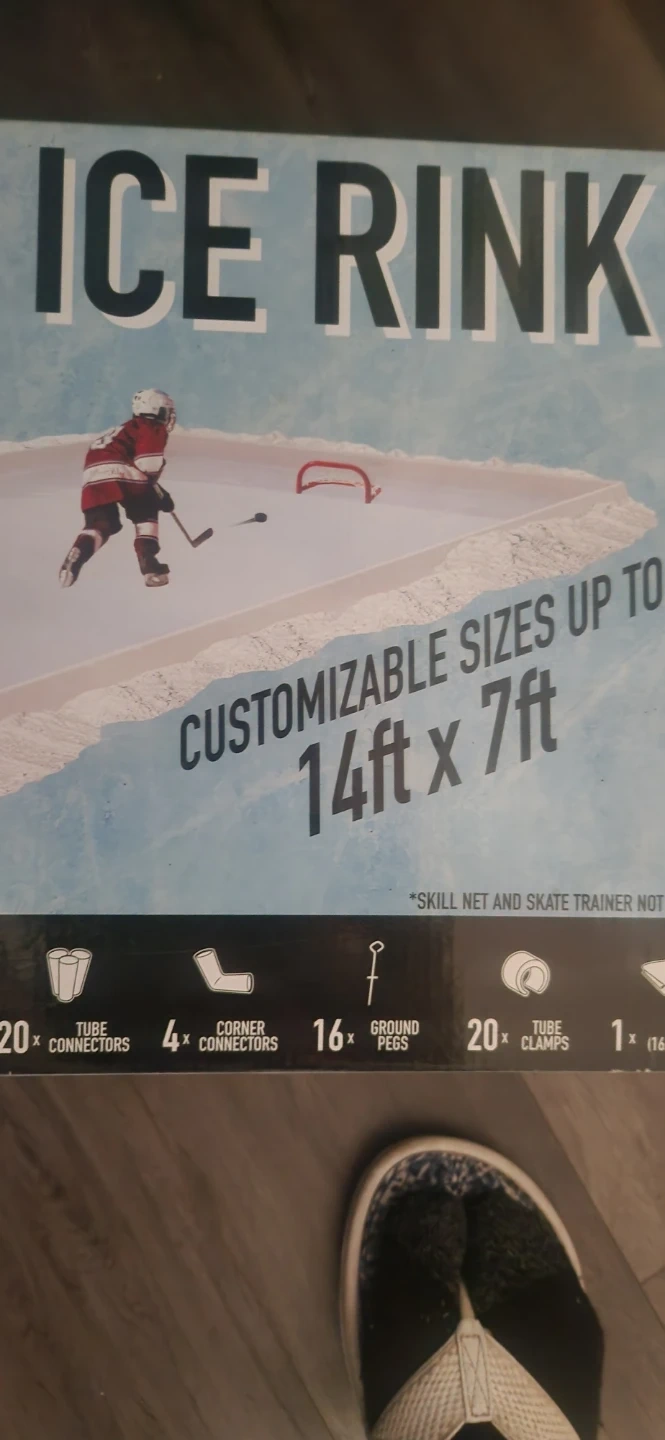 ICE RINK
CUSTOMIZABLE SIZES UP TO
14ft x 7ft
*SKILL NET AND SKATE TRAINER NOT
20x TUBE CONNECTORS
4x CORNER CONNECTORS
16x GROUND PEGS
20x TUBE CLAMPS
1x (16